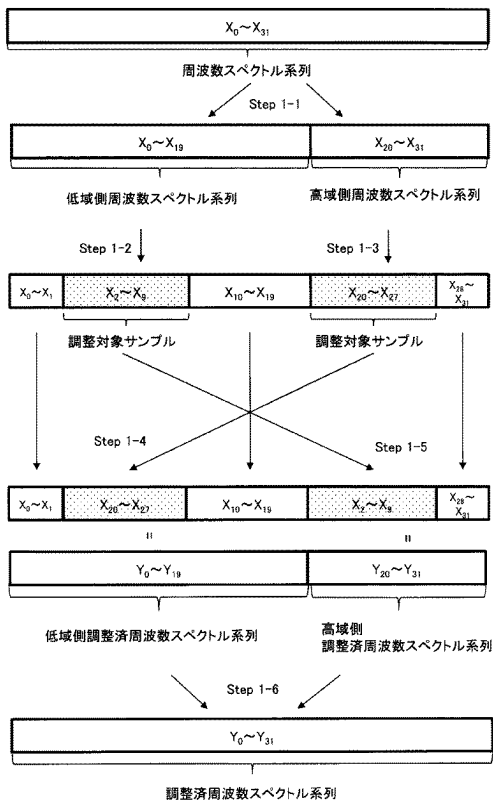 X₀～X₃₁
周波数スペクトル系列
Step 1-1
X₀～X₁₉ X₂₀～X₃₁
低域側周波数スペクトル系列 高域側周波数スペクトル系列
Step 1-2 Step 1-3
X₀～X₁ X₂～X₉ X₁₀～X₁₉ X₂₀～X₂₇ X₂₈～
X₃₁
調整対象サンプル 調整対象サンプル
Step 1-4 Step 1-5
X₀～X₁ X₂₀～X₂₇ X₁₀～X₁₉ X₂～X₉ X₂₈～
X₃₁
= =
Y₀～Y₁₉ Y₂₀～Y₃₁
低域側調整済周波数スペクトル系列 高域側
調整済周波数スペクトル系列
Step 1-6
Y₀～Y₃₁
調整済周波数スペクトル系列